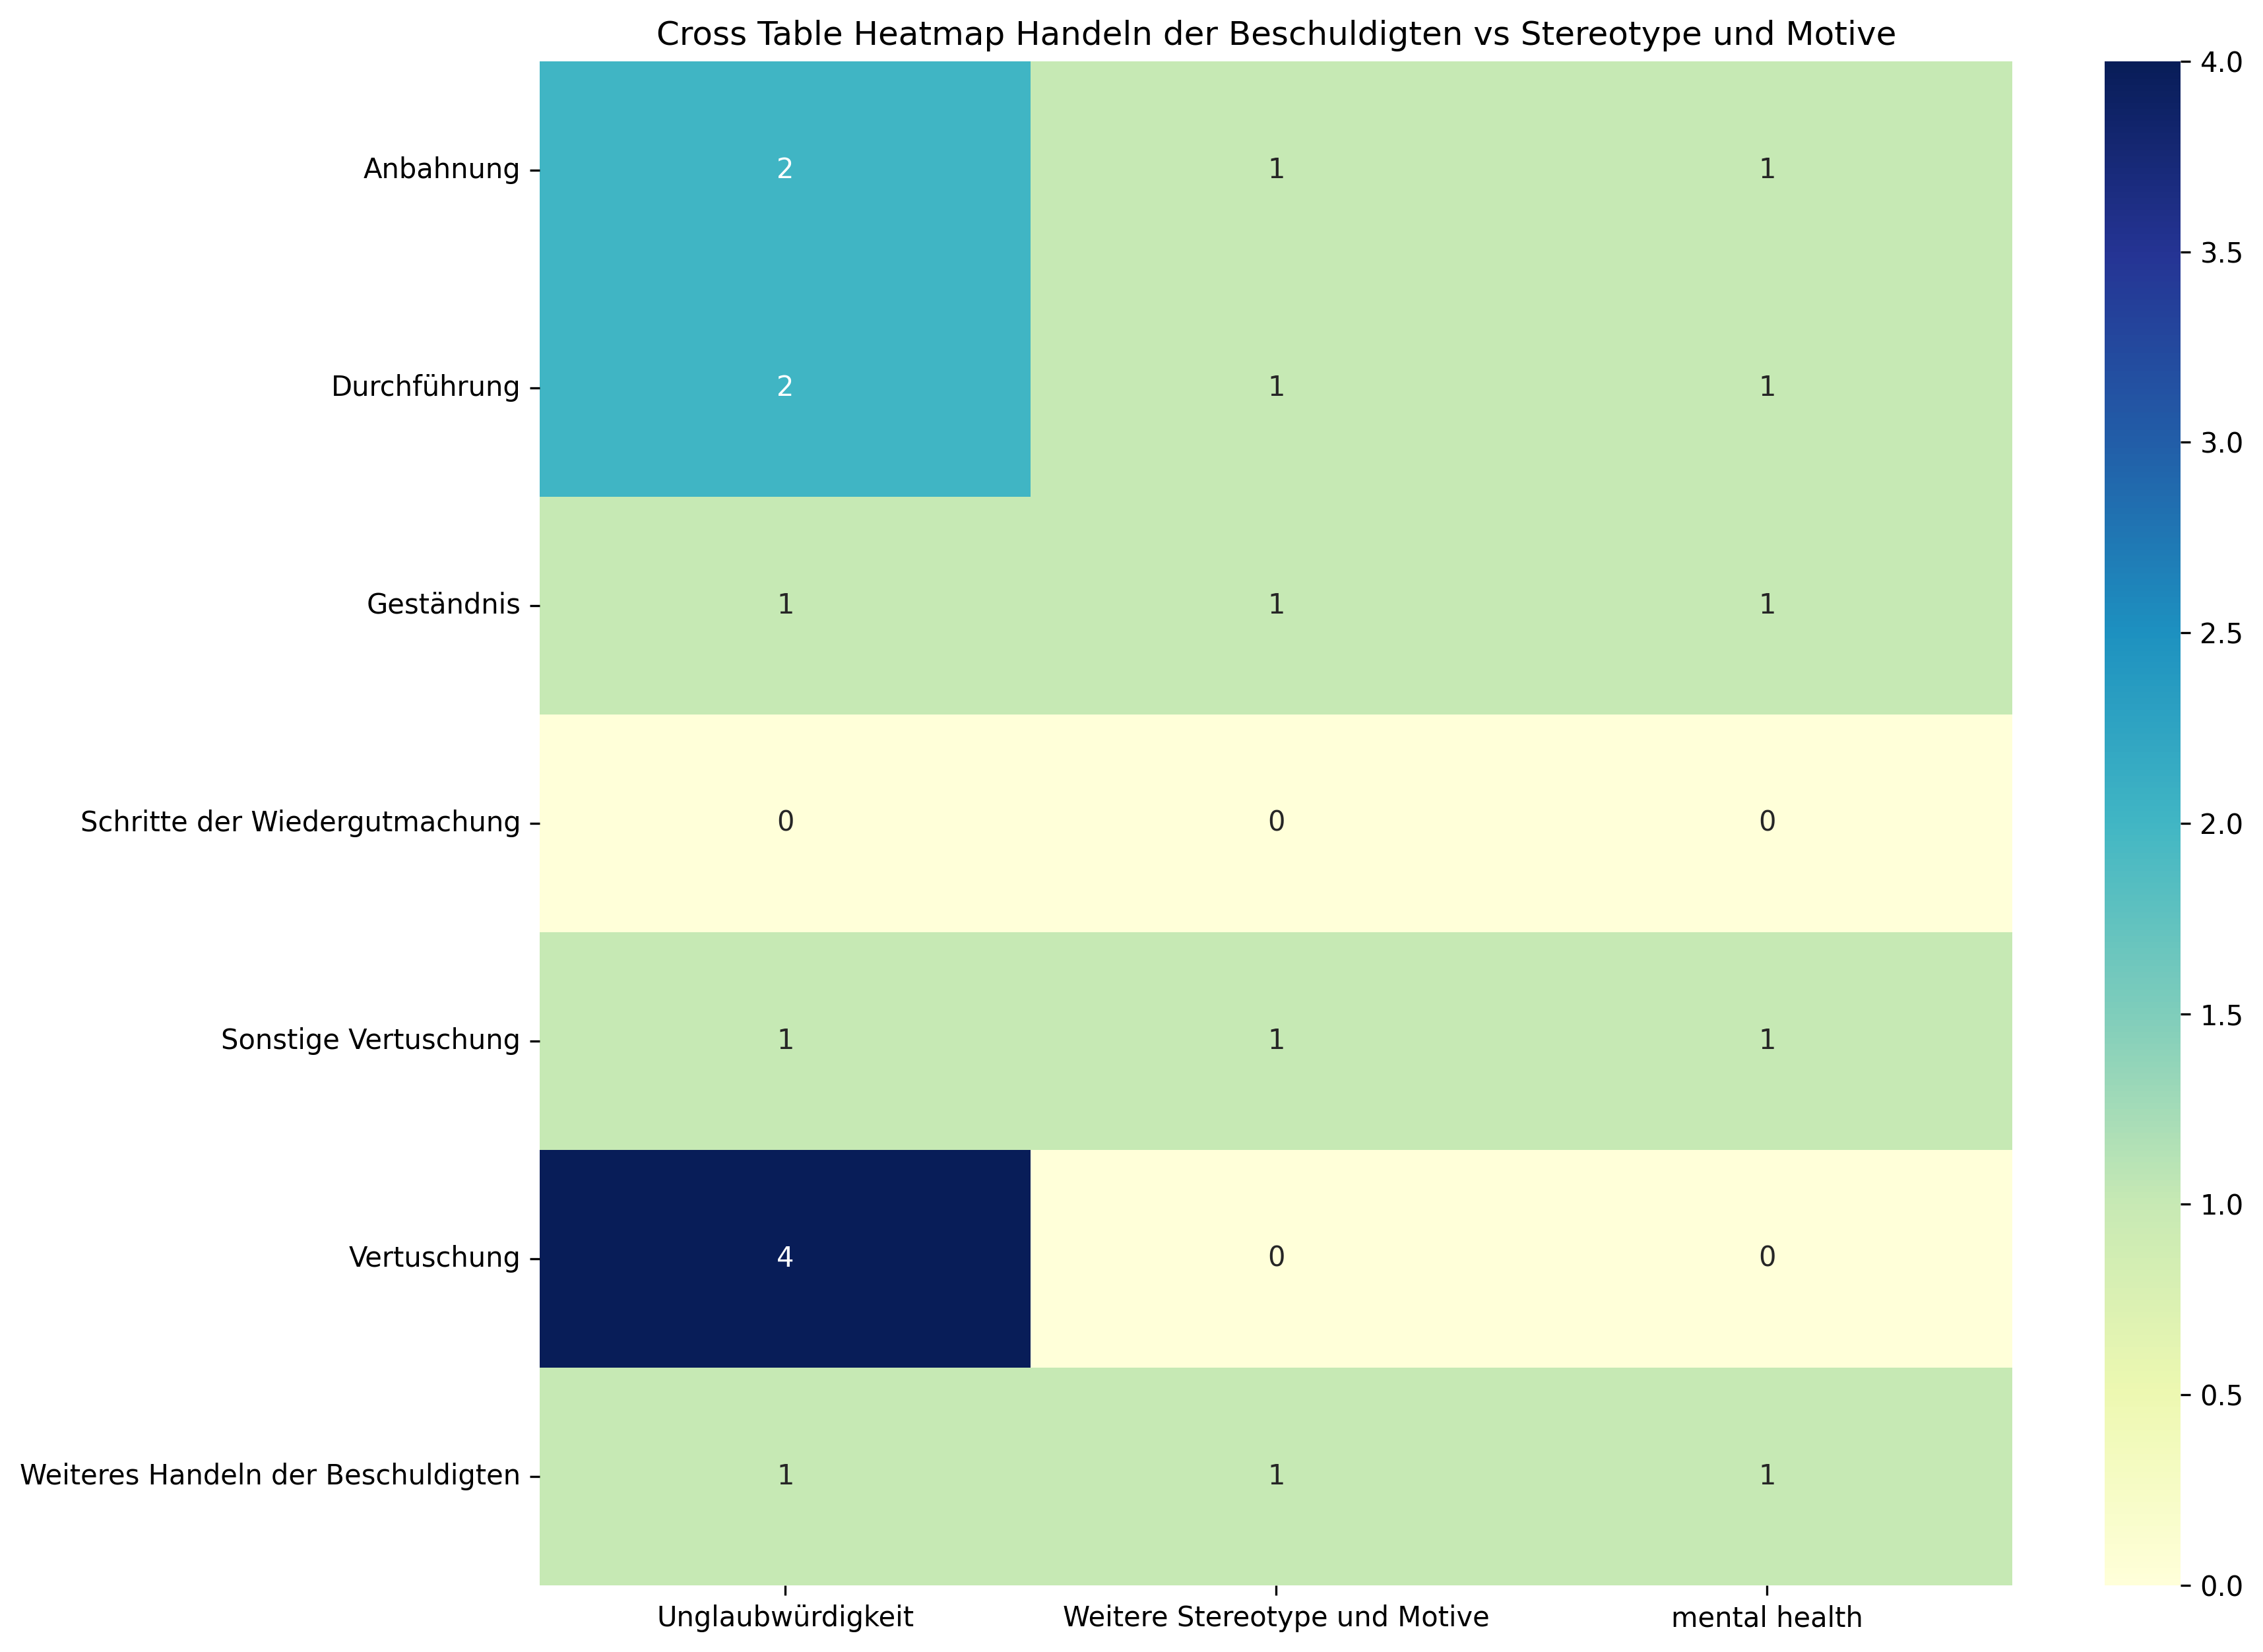 Cross Table Heatmap Handeln der Beschuldigten vs Stereotype und Motive
Anbahnung 2 1 1
Durchführung 2 1 1
Geständnis 1 1 1
Schritte der Wiedergutmachung 0 0 0
Sonstige Vertuschung 1 1 1
Vertuschung 4 0 0
Weiteres Handeln der Beschuldigten 1 1 1
Unglaubwürdigkeit Weitere Stereotype und Motive mental health
4.0
3.5
3.0
2.5
2.0
1.5
1.0
0.5
0.0